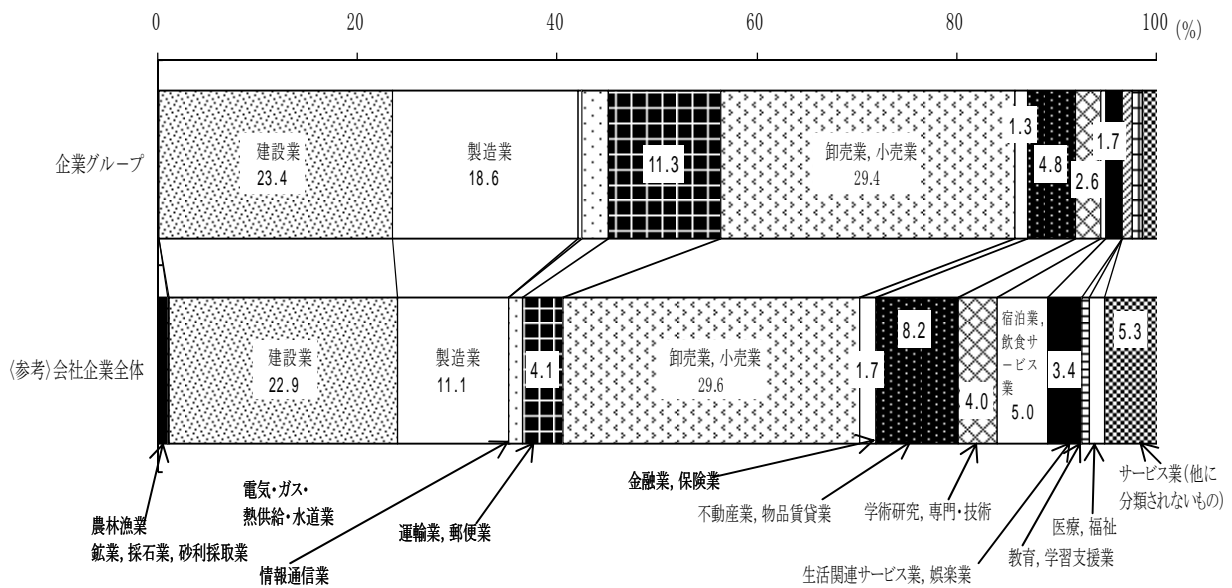 0 20 40 60 80 100 (%)
企業グループ
建設業
23.4
製造業
18.6
11.3
卸売業,小売業
29.4
1.3
4.8
2.6
1.7
〈参考〉会社企業全体
建設業
22.9
製造業
11.1
4.1
卸売業,小売業
29.6
1.7
8.2
4.0
宿泊業,
飲食サ
ービス
業
5.0
3.4
5.3
農林漁業
鉱業,採石業,砂利採取業
電気・ガス・
熱供給・水道業
情報通信業
運輸業,郵便業
金融業,保険業
不動産業,物品賃貸業
学術研究,専門・技術
生活関連サービス業,娯楽業
教育,学習支援業
医療,福祉
サービス業(他に
分類されないもの)